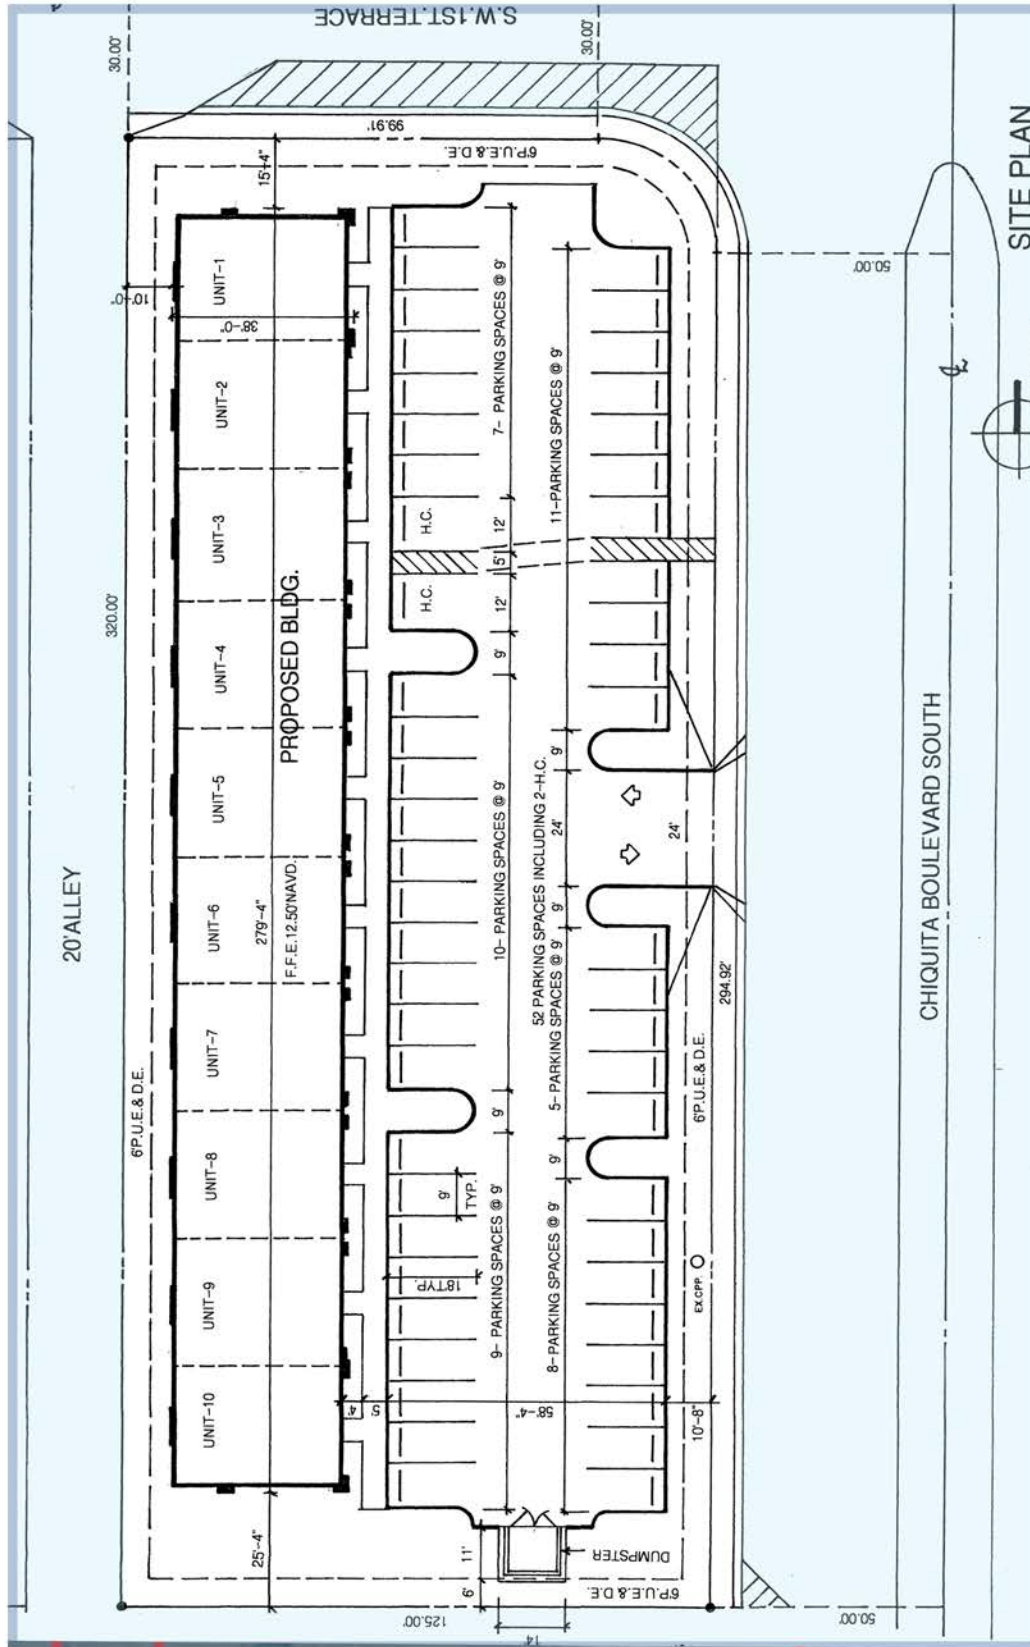 S.W.1ST.TERRACE
30.00'
30.00'
99.91'
6'P.U.E.& D.E.
15'-4"
10'-0"
38'-0"
UNIT-1
UNIT-2
UNIT-3
UNIT-4
UNIT-5
UNIT-6
UNIT-7
UNIT-8
UNIT-9
UNIT-10
PROPOSED BLDG.
279'-4"
F.F.E.12.50'NAVD.
320.00'
20'ALLEY
6'P.U.E.& D.E.
7- PARKING SPACES @ 9'
H.C.
12'
5'
H.C.
12'
9'
10- PARKING SPACES @ 9'
9'
9- PARKING SPACES @ 9'
9'
TYP.
18'TYP.
11-PARKING SPACES @ 9'
9'
24'
24'
52 PARKING SPACES INCLUDING 2-H.C.
9'
5- PARKING SPACES @ 9'
9'
8-PARKING SPACES @ 9'
4'
5'
58'-4"
10'-8"
25'-4"
11'
6'
14'
DUMPSTER
6'P.U.E.& D.E.
125.00'
EX.CPP.
6'P.U.E.& D.E.
294.92'
50.00'
50.00'
CHIQUITA BOULEVARD SOUTH
SITE PLAN